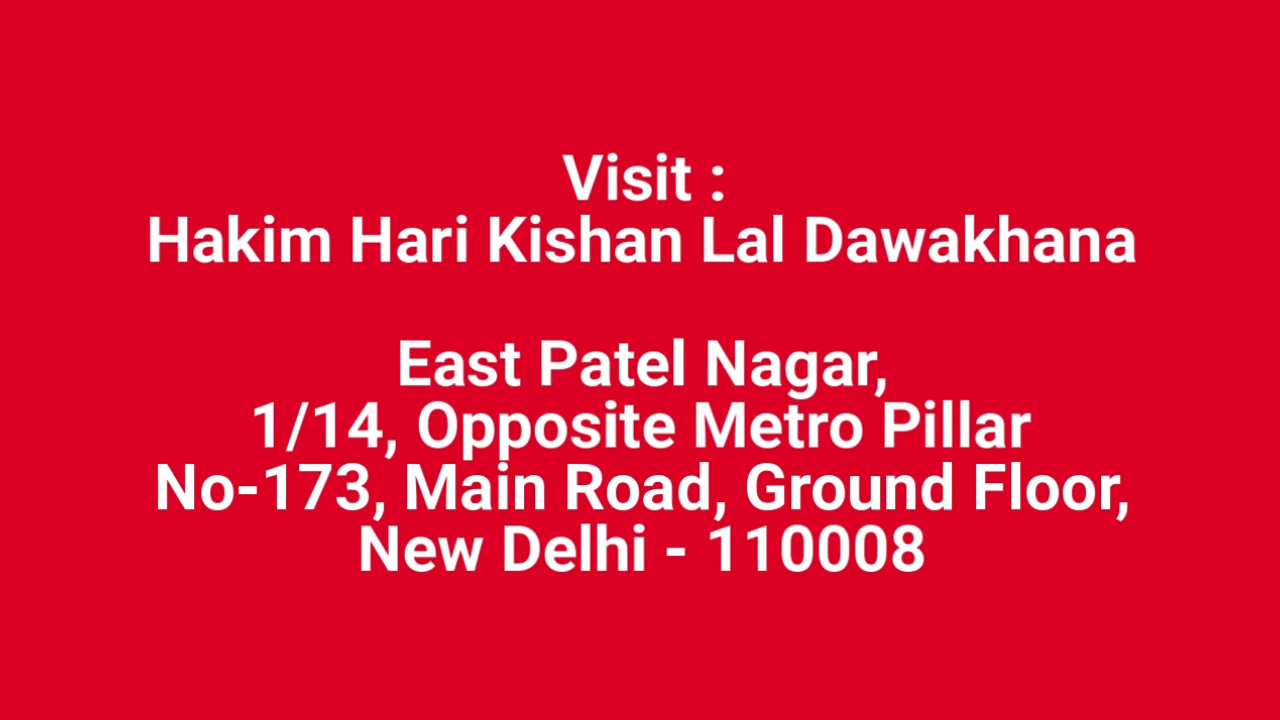 Visit :
Hakim Hari Kishan Lal Dawakhana
East Patel Nagar,
1/14, Opposite Metro Pillar
No-173, Main Road, Ground Floor,
New Delhi - 110008